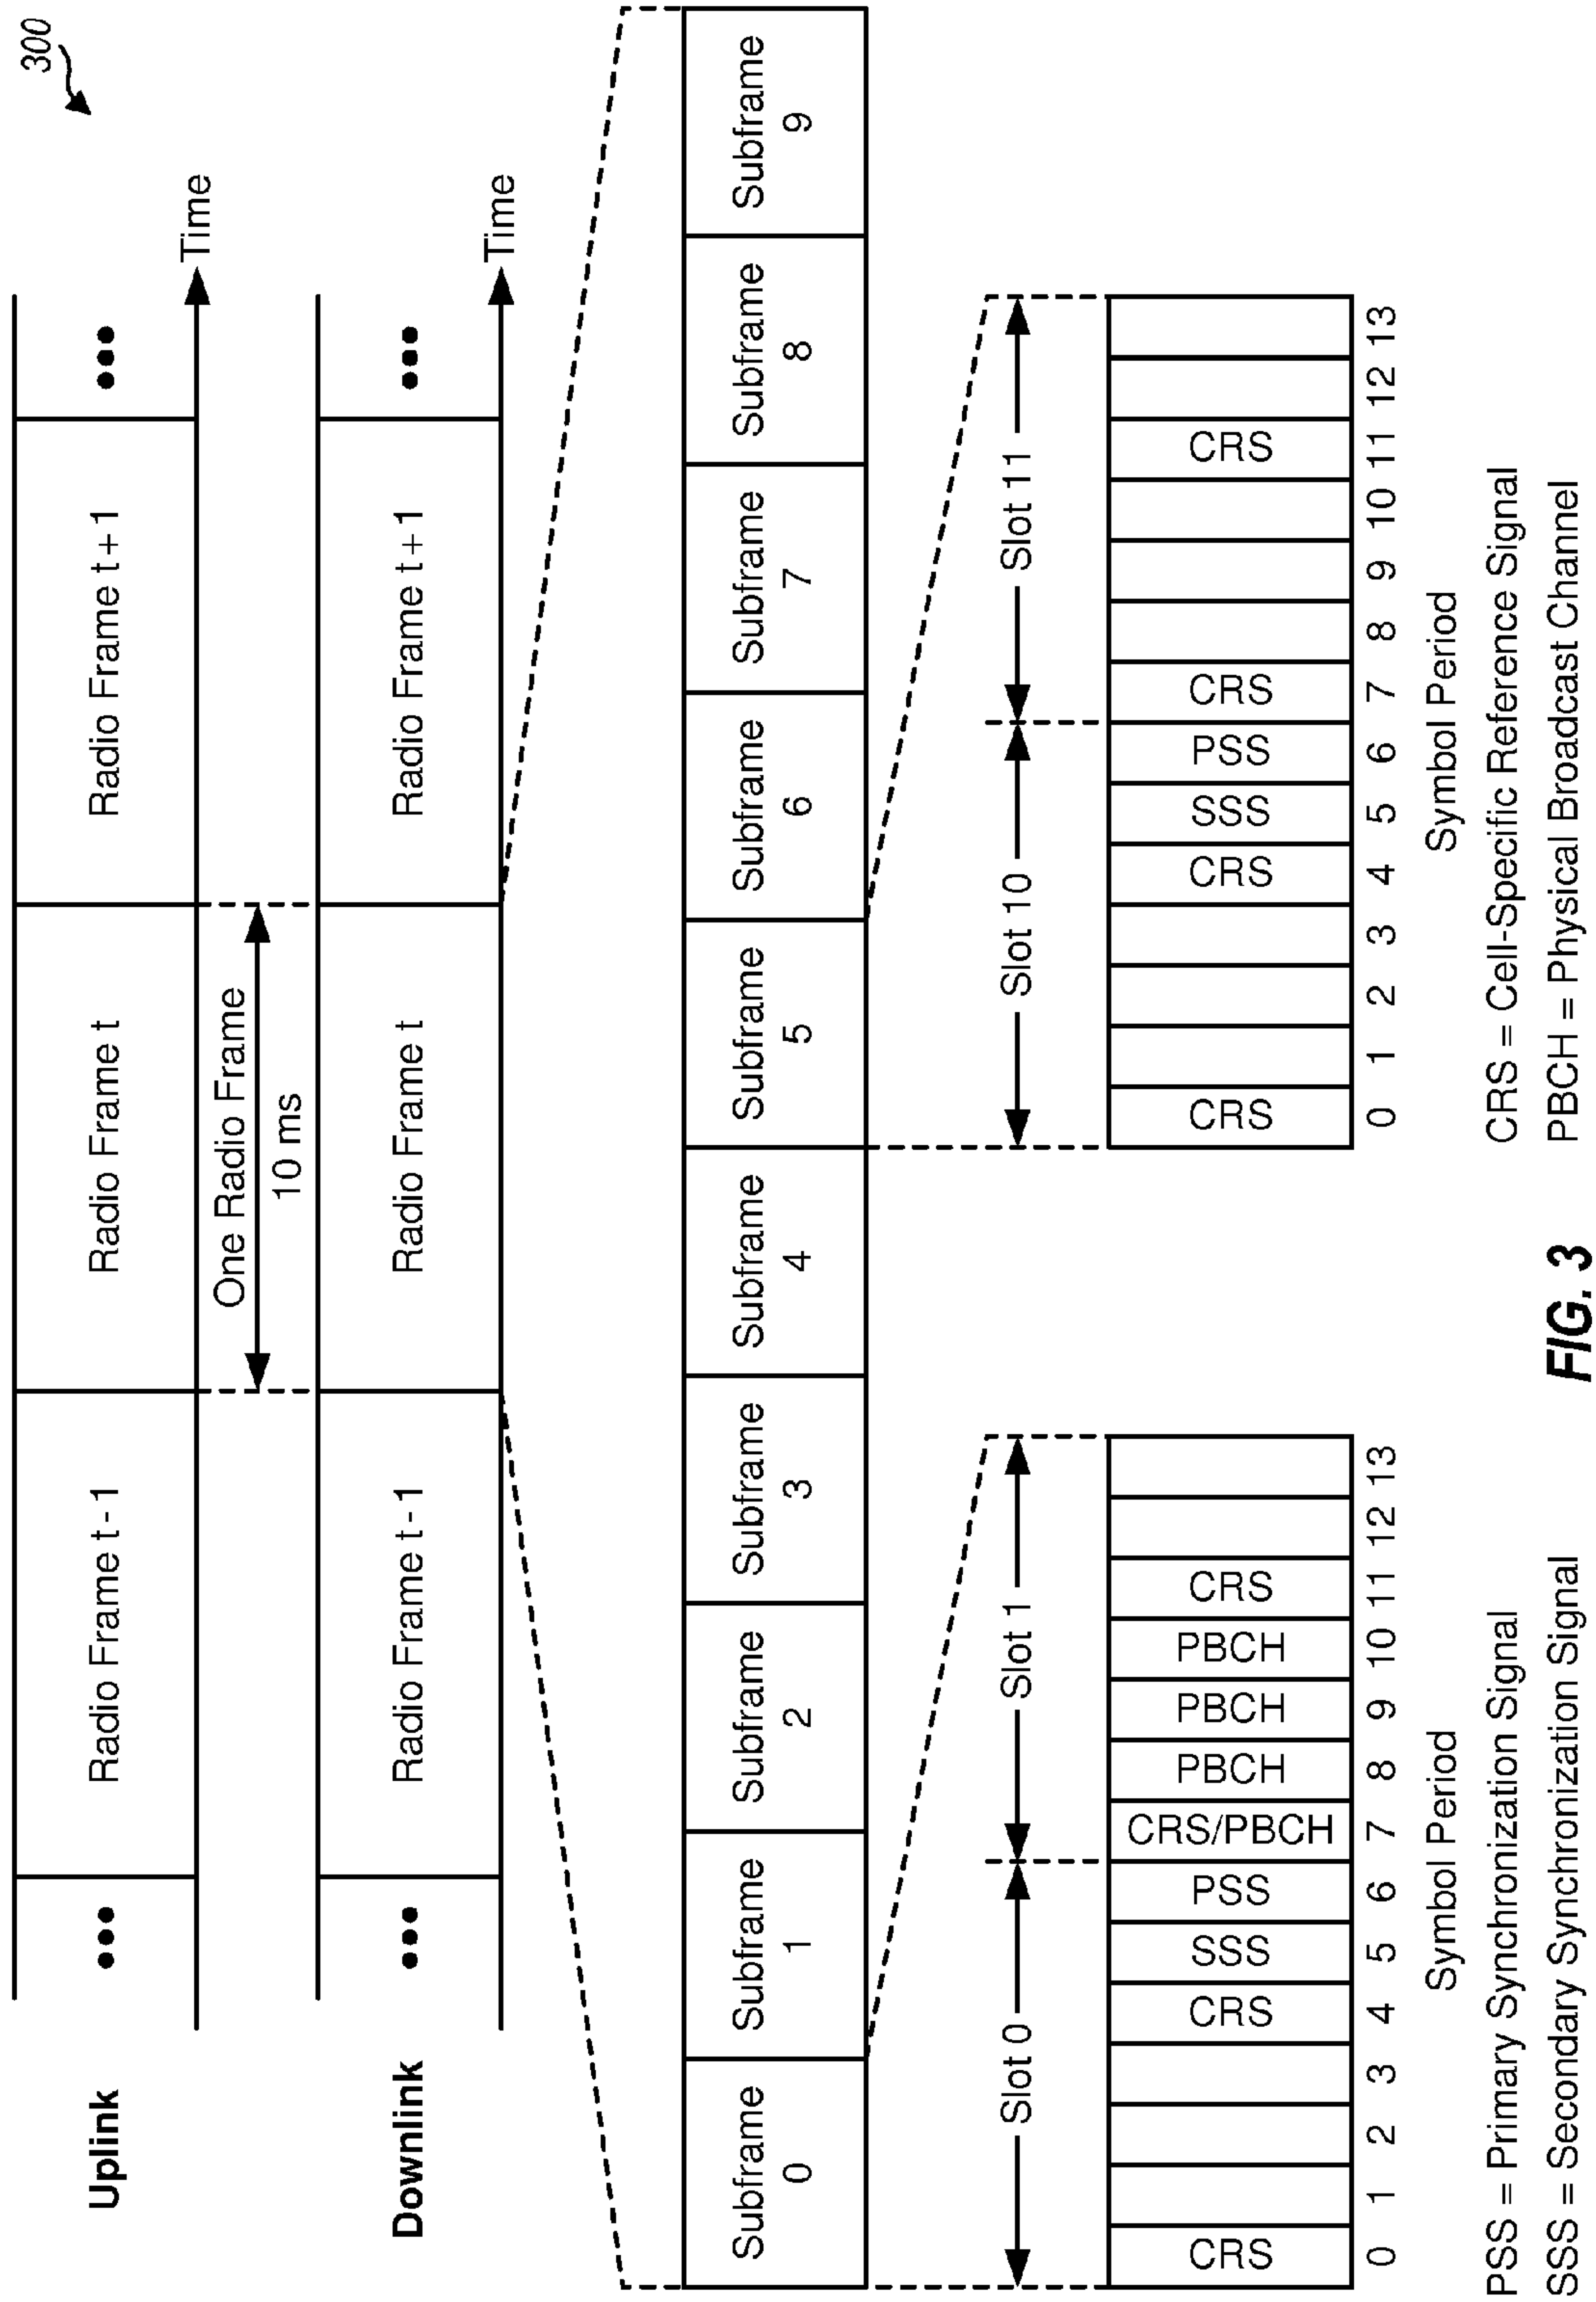 300
Uplink
●●●
Radio Frame t - 1
Radio Frame t
Radio Frame t + 1
●●●
Time
One Radio Frame
10 ms
Downlink
●●●
Radio Frame t - 1
Radio Frame t
Radio Frame t + 1
●●●
Time
Subframe
0
Subframe
1
Subframe
2
Subframe
3
Subframe
4
Subframe
5
Subframe
6
Subframe
7
Subframe
8
Subframe
9
Slot 0
Slot 1
CRS
CRS
SSS
PSS
CRS/PBCH
PBCH
PBCH
PBCH
CRS
0 1 2 3 4 5 6 7 8 9 10 11 12 13
Symbol Period
Slot 10
Slot 11
CRS
CRS
SSS
PSS
CRS
CRS
0 1 2 3 4 5 6 7 8 9 10 11 12 13
Symbol Period
PSS = Primary Synchronization Signal
SSS = Secondary Synchronization Signal
CRS = Cell-Specific Reference Signal
PBCH = Physical Broadcast Channel
FIG. 3